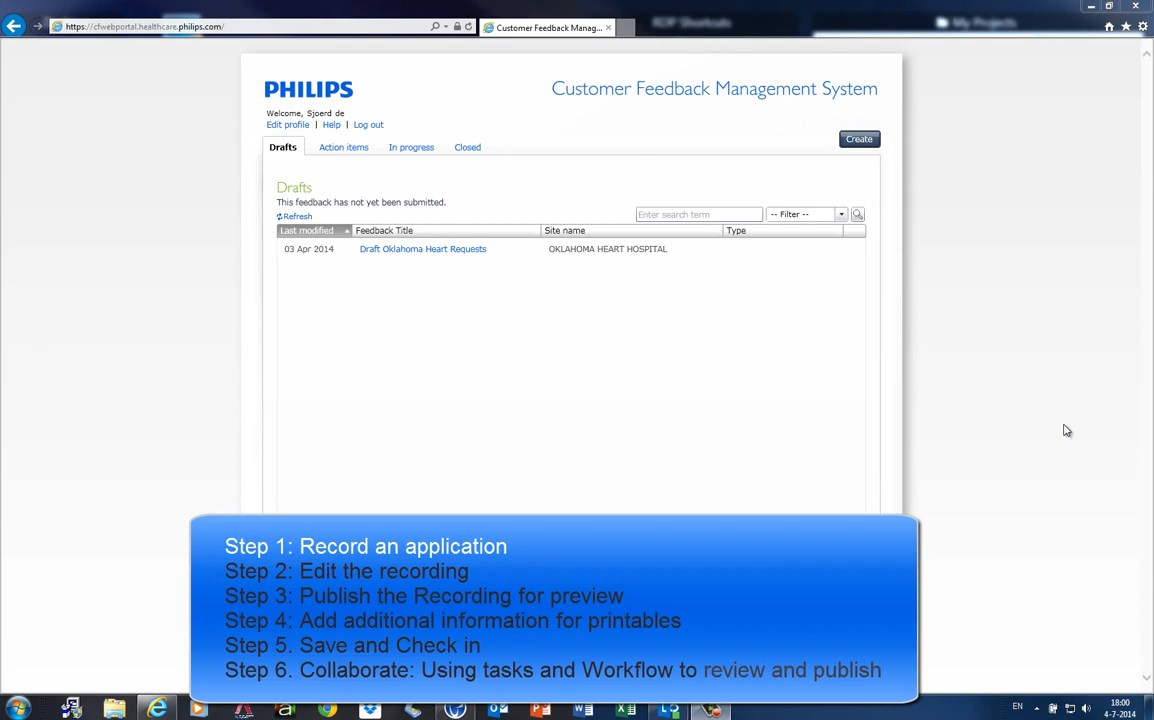 RDP Shortcuts
My Projects
https://cfwebportal.healthcare.philips.com/
Customer Feedback Manag...
PHILIPS
Customer Feedback Management System
Welcome, Sjoerd de
Edit profile | Help | Log out
Create
Drafts
Action items
In progress
Closed
Drafts
This feedback has not yet been submitted.
Refresh
Enter search term
-- Filter --
Last modified
Feedback Title
Site name
Type
03 Apr 2014
Draft Oklahoma Heart Requests
OKLAHOMA HEART HOSPITAL
Step 1: Record an application
Step 2: Edit the recording
Step 3: Publish the Recording for preview
Step 4: Add additional information for printables
Step 5. Save and Check in
Step 6. Collaborate: Using tasks and Workflow to review and publish
EN
18:00
4-7-2014